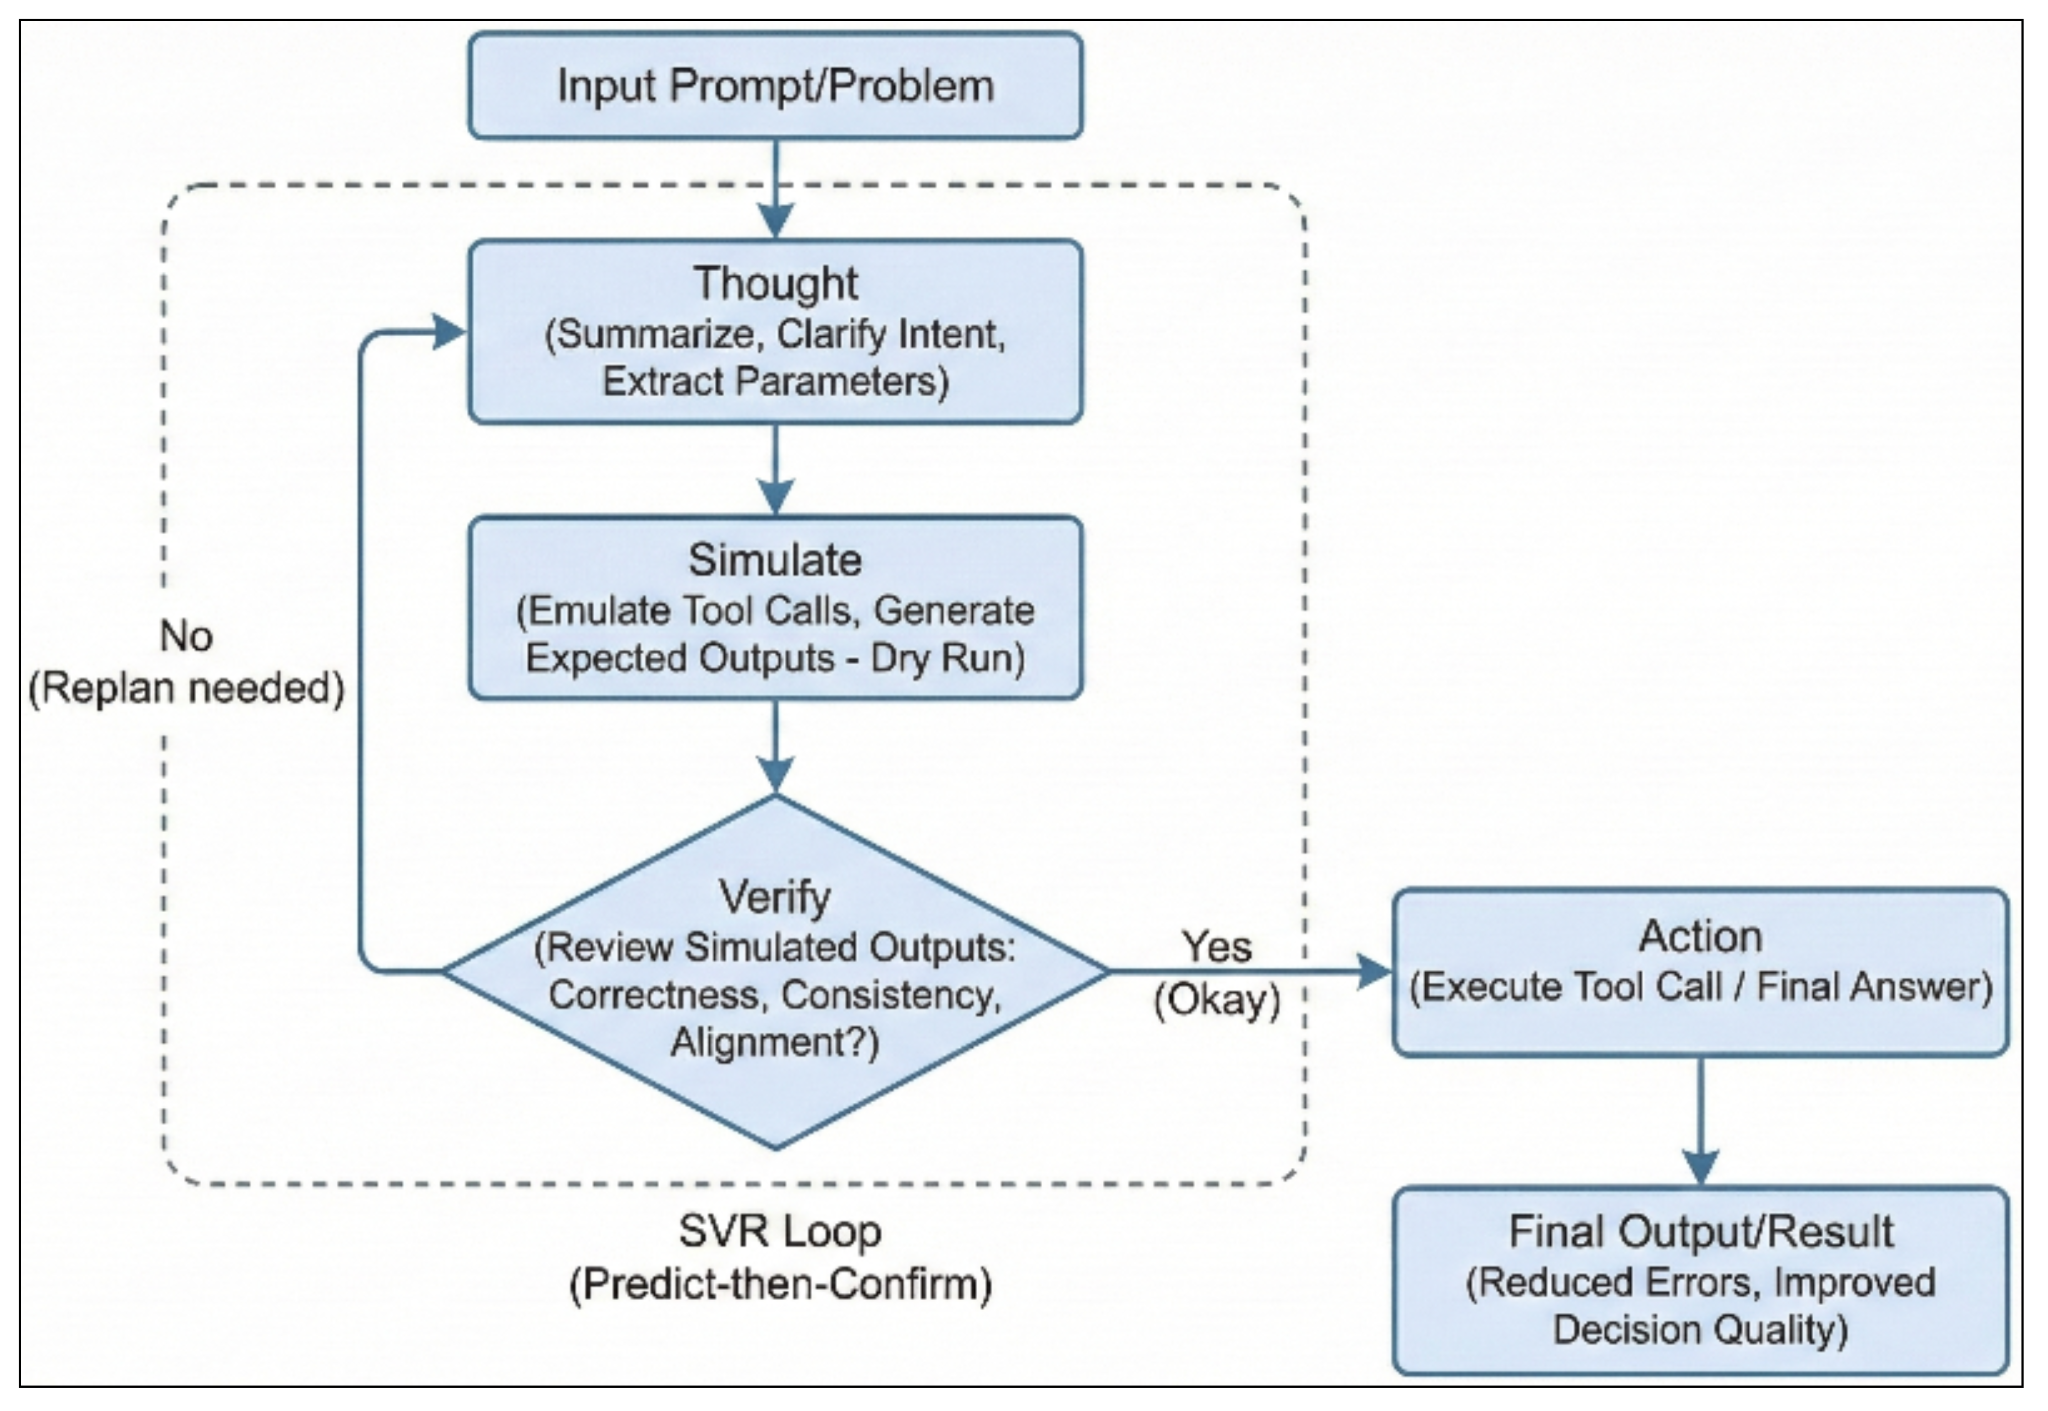 Input Prompt/Problem
Thought
(Summarize, Clarify Intent,
Extract Parameters)
Simulate
(Emulate Tool Calls, Generate
Expected Outputs - Dry Run)
No
(Replan needed)
Verify
(Review Simulated Outputs:
Correctness, Consistency,
Alignment?)
Yes
(Okay)
Action
(Execute Tool Call / Final Answer)
SVR Loop
(Predict-then-Confirm)
Final Output/Result
(Reduced Errors, Improved
Decision Quality)